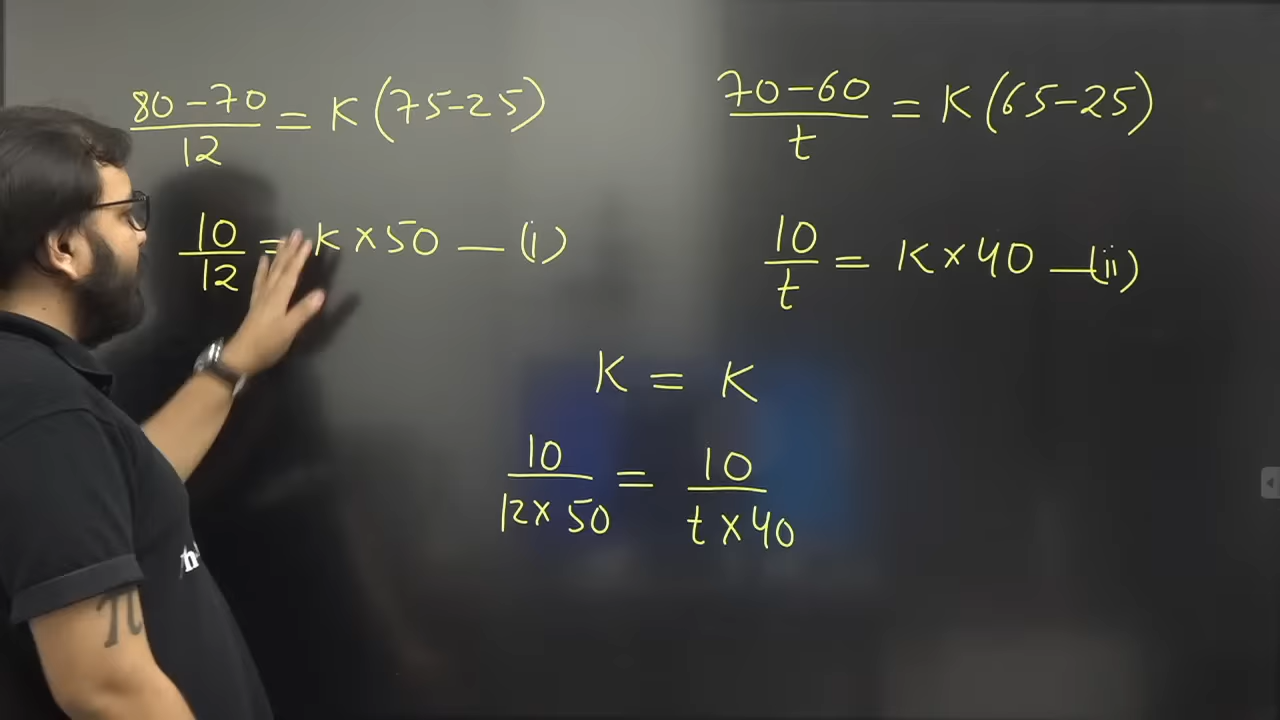 80-70/12 = K(75-25)
10/12 = K×50 — (i)
70-60/t = K(65-25)
10/t = K×40 —(ii)
K = K
10/12×50 = 10/t×40
π